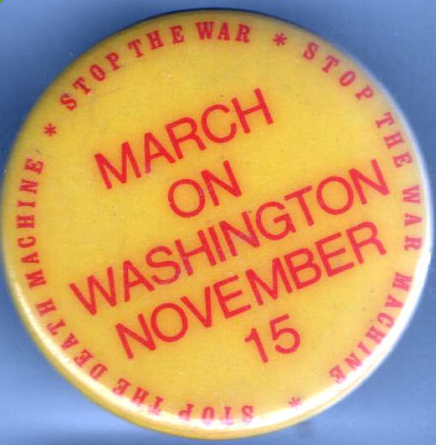 STOP THE WAR * STOP THE WAR MACHINE * STOP THE DEATH MACHINE *
MARCH
ON
WASHINGTON
NOVEMBER
15